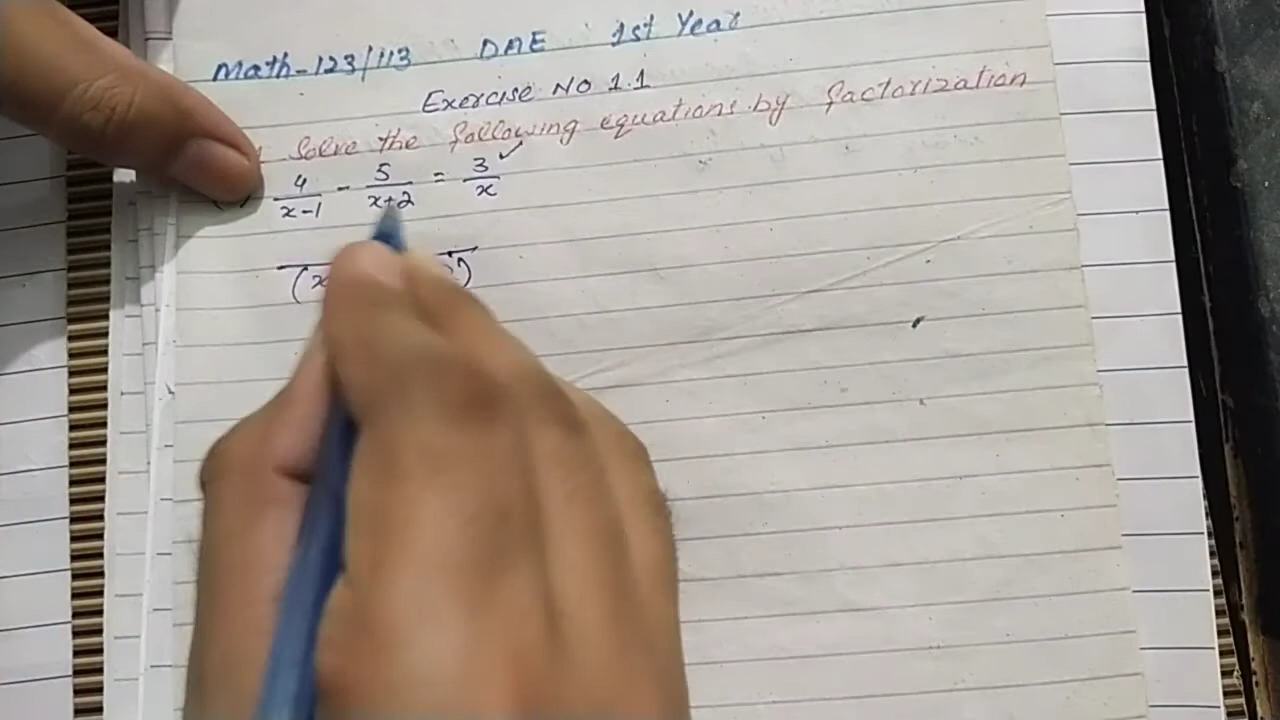 Math-123/113 DAE 1st Year
Exercise No 1.1
Solve the following equations by factorization
4/(x-1) - 5/(x+2) = 3/x ✓
(x